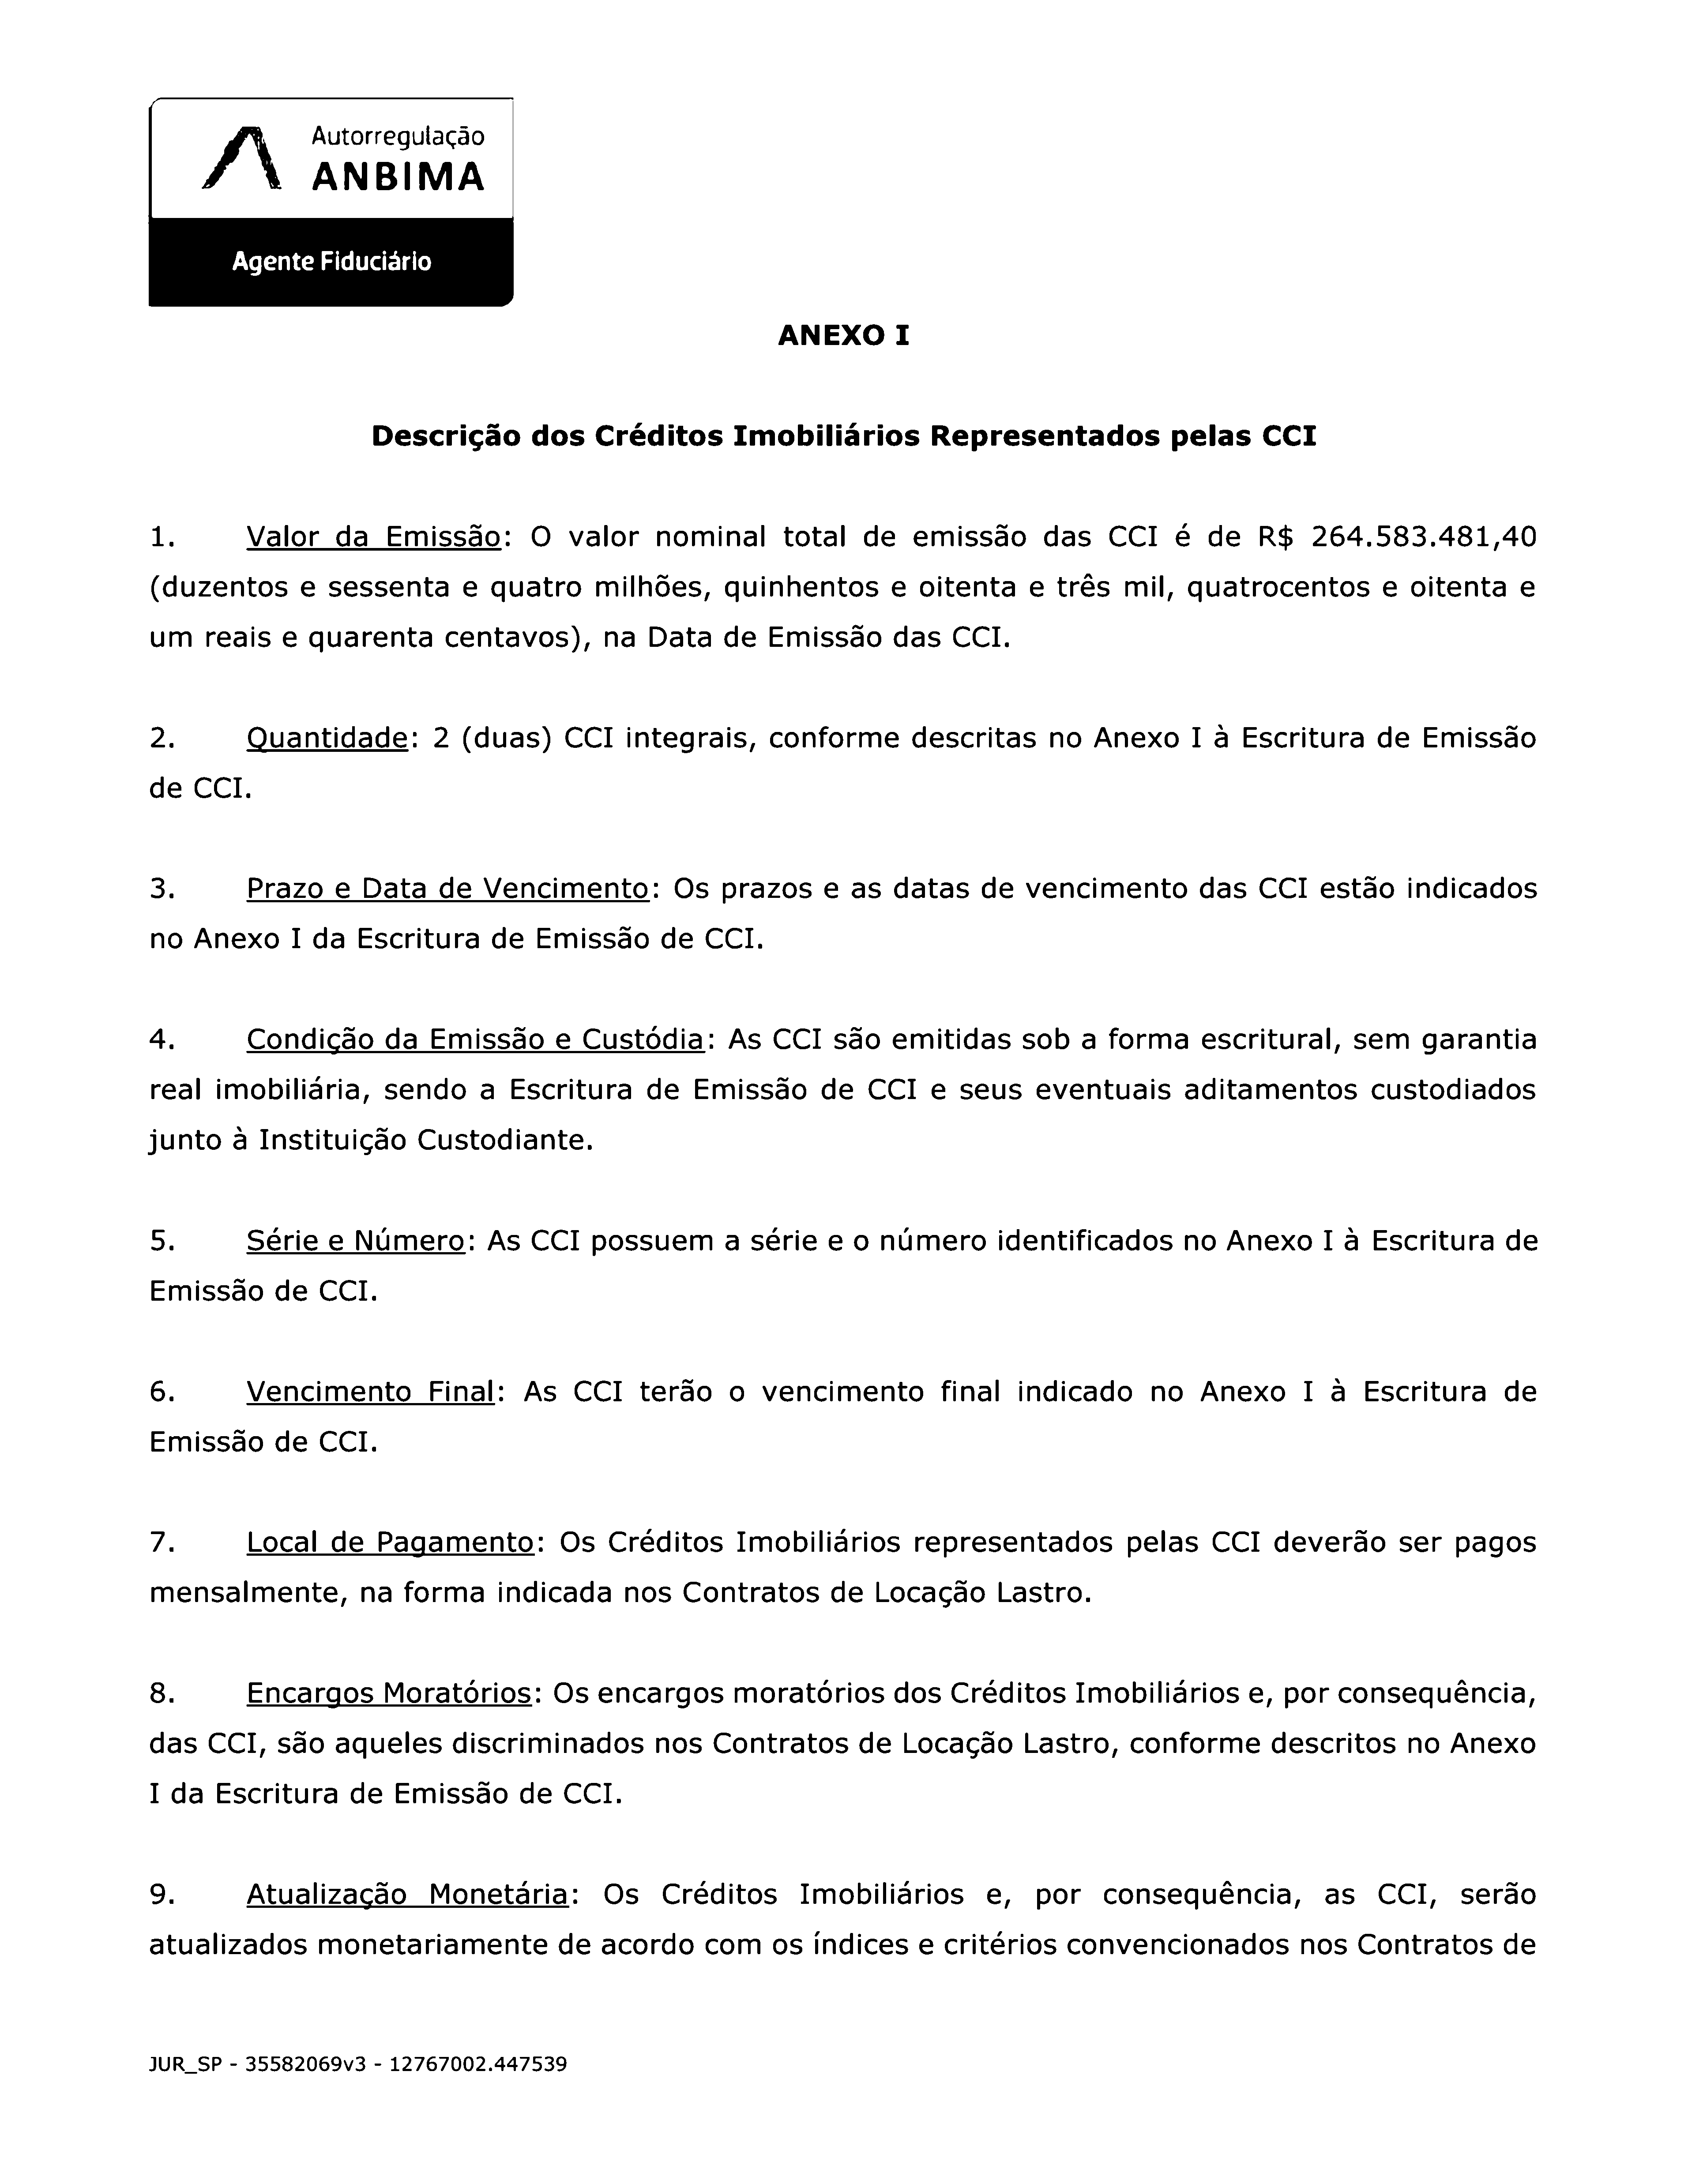 Autorregulação
ANBIMA
Agente Fiduciário
ANEXO I
Descrição dos Créditos Imobiliários Representados pelas CCI
1. Valor da Emissão: O valor nominal total de emissão das CCI é de R$ 264.583.481,40
(duzentos e sessenta e quatro milhões, quinhentos e oitenta e três mil, quatrocentos e oitenta e
um reais e quarenta centavos), na Data de Emissão das CCI.
2. Quantidade: 2 (duas) CCI integrais, conforme descritas no Anexo I à Escritura de Emissão
de CCI.
3. Prazo e Data de Vencimento: Os prazos e as datas de vencimento das CCI estão indicados
no Anexo I da Escritura de Emissão de CCI.
4. Condição da Emissão e Custódia: As CCI são emitidas sob a forma escritural, sem garantia
real imobiliária, sendo a Escritura de Emissão de CCI e seus eventuais aditamentos custodiados
junto à Instituição Custodiante.
5. Série e Número: As CCI possuem a série e o número identificados no Anexo I à Escritura de
Emissão de CCI.
6. Vencimento Final: As CCI terão o vencimento final indicado no Anexo I à Escritura de
Emissão de CCI.
7. Local de Pagamento: Os Créditos Imobiliários representados pelas CCI deverão ser pagos
mensalmente, na forma indicada nos Contratos de Locação Lastro.
8. Encargos Moratórios: Os encargos moratórios dos Créditos Imobiliários e, por consequência,
das CCI, são aqueles discriminados nos Contratos de Locação Lastro, conforme descritos no Anexo
I da Escritura de Emissão de CCI.
9. Atualização Monetária: Os Créditos Imobiliários e, por consequência, as CCI, serão
atualizados monetariamente de acordo com os índices e critérios convencionados nos Contratos de
JUR_SP - 35582069v3 - 12767002.447539